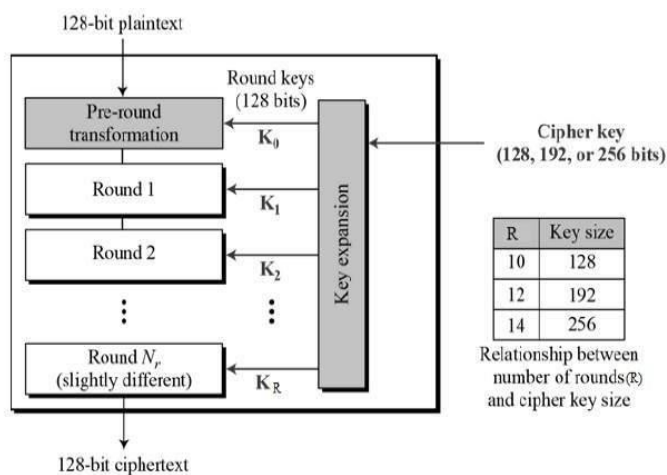 128-bit plaintext
Round keys
(128 bits)
Pre-round
transformation
K0
Cipher key
(128, 192, or 256 bits)
Round 1
K1
Round 2
K2
Key expansion
R Key size
10 128
12 192
14 256
Round Nr
(slightly different)
KR
Relationship between
number of rounds(R)
and cipher key size
128-bit ciphertext